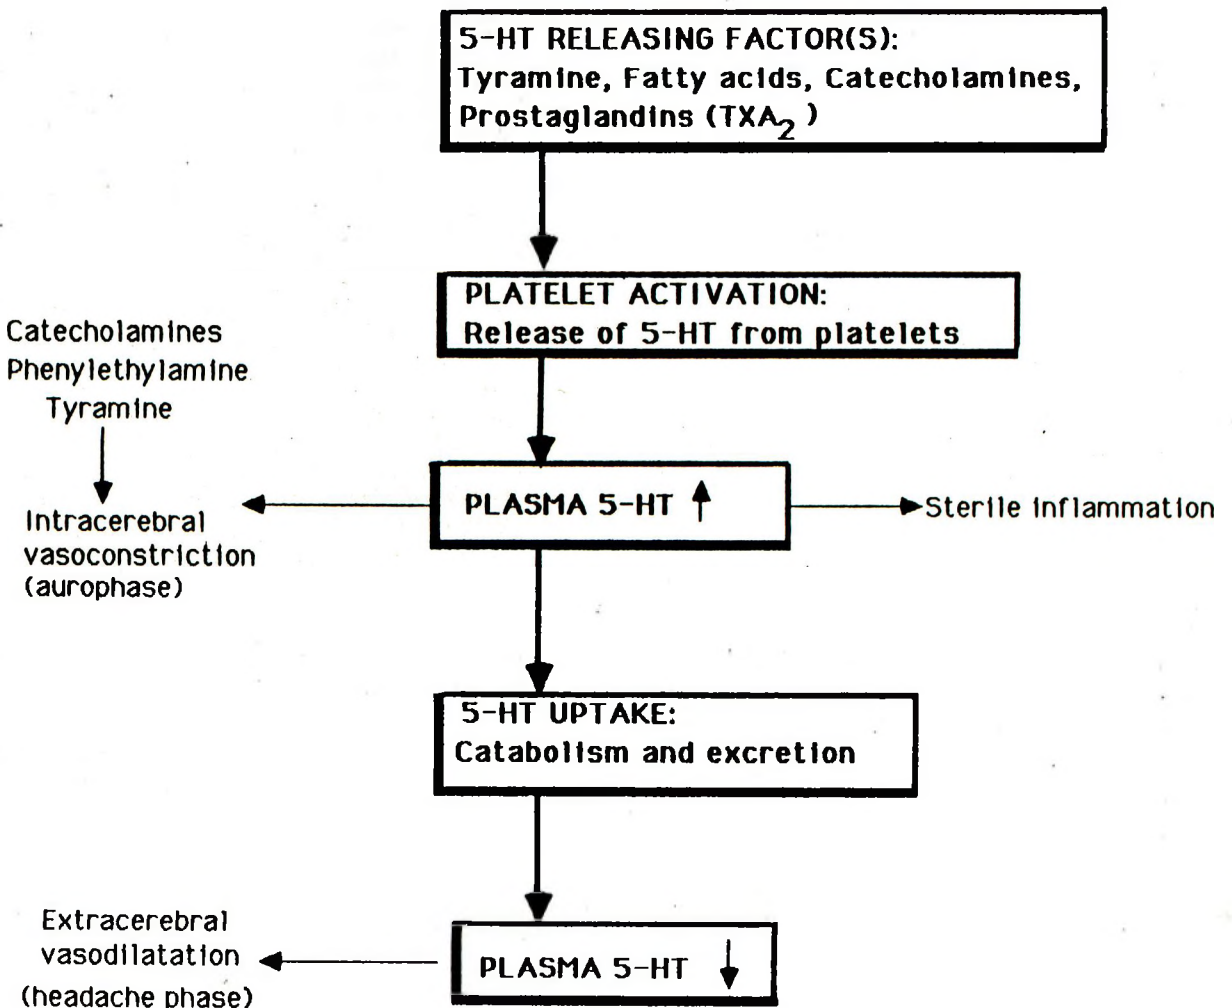 5-HT RELEASING FACTOR(S):
Tyramine, Fatty acids, Catecholamines,
Prostaglandins (TXA2 )
PLATELET ACTIVATION:
Release of 5-HT from platelets
Catecholamines
Phenylethylamine
Tyramine
PLASMA 5-HT ↑
Intracerebral
vasoconstriction
(aurophase)
Sterile inflammation
5-HT UPTAKE:
Catabolism and excretion
PLASMA 5-HT ↓
Extracerebral
vasodilatation
(headache phase)